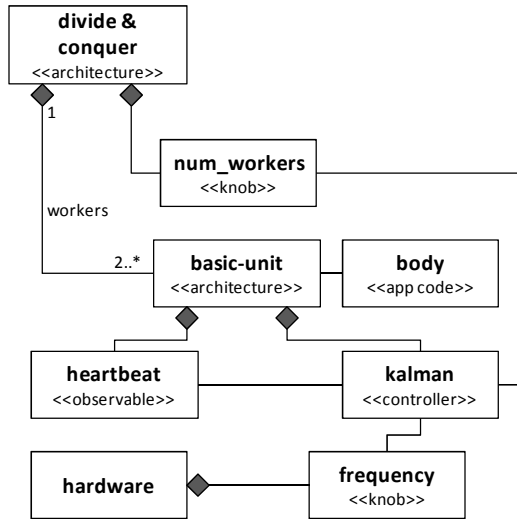 divide &
conquer
<<architecture>>
1
num_workers
<<knob>>
workers
2..*
basic-unit
<<architecture>>
body
<<app code>>
heartbeat
<<observable>>
kalman
<<controller>>
hardware
frequency
<<knob>>